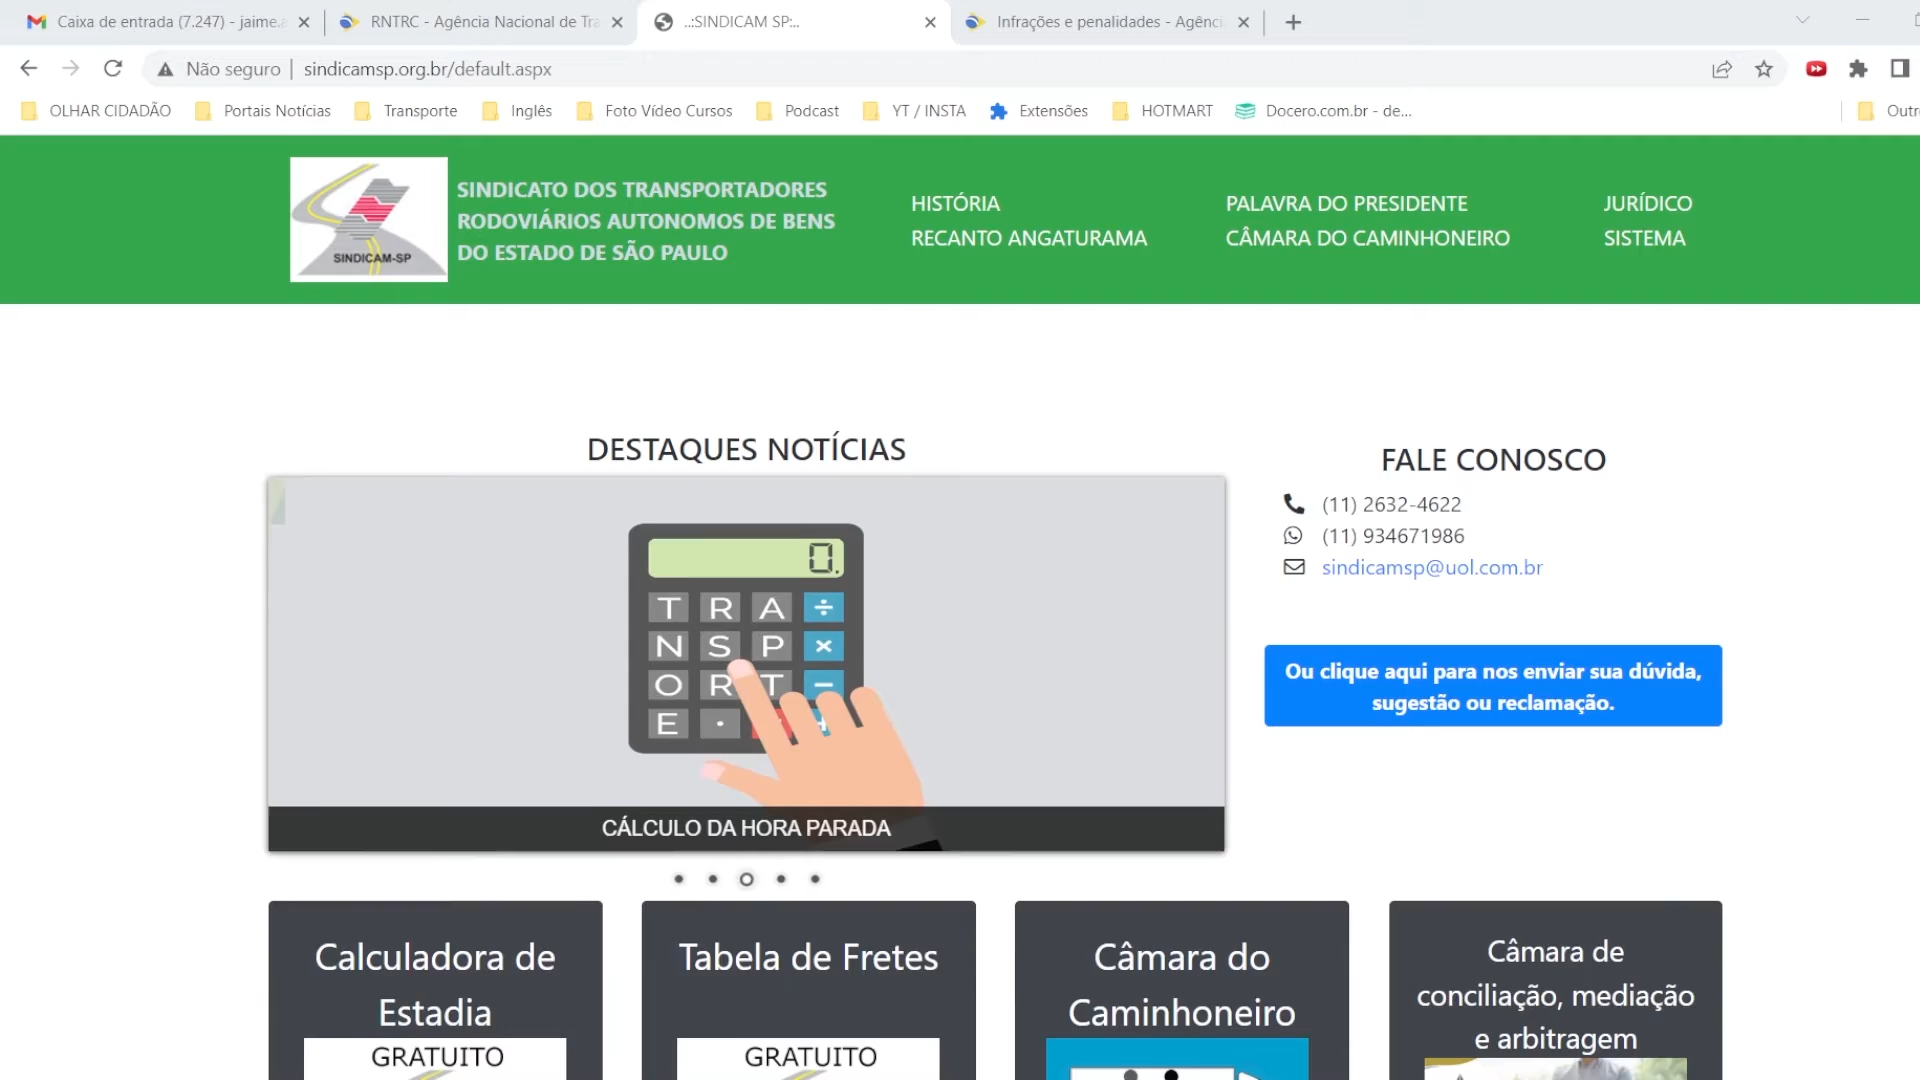 Caixa de entrada (7.247) - jaime.a
RNTRC - Agência Nacional de Tra
..:SINDICAM SP:..
Infrações e penalidades - Agênci
Não seguro | sindicamsp.org.br/default.aspx
OLHAR CIDADÃO
Portais Notícias
Transporte
Inglês
Foto Vídeo Cursos
Podcast
YT / INSTA
Extensões
HOTMART
Docero.com.br - de...
Outr
SINDICAM-SP
SINDICATO DOS TRANSPORTADORES
RODOVIÁRIOS AUTONOMOS DE BENS
DO ESTADO DE SÃO PAULO
HISTÓRIA
PALAVRA DO PRESIDENTE
JURÍDICO
RECANTO ANGATURAMA
CÂMARA DO CAMINHONEIRO
SISTEMA
DESTAQUES NOTÍCIAS
0.
T R A ÷
N S P ×
O R T −
E .
CÁLCULO DA HORA PARADA
FALE CONOSCO
(11) 2632-4622
(11) 934671986
sindicamsp@uol.com.br
Ou clique aqui para nos enviar sua dúvida,
sugestão ou reclamação.
Calculadora de
Estadia
GRATUITO
Tabela de Fretes
GRATUITO
Câmara do
Caminhoneiro
Câmara de
conciliação, mediação
e arbitragem